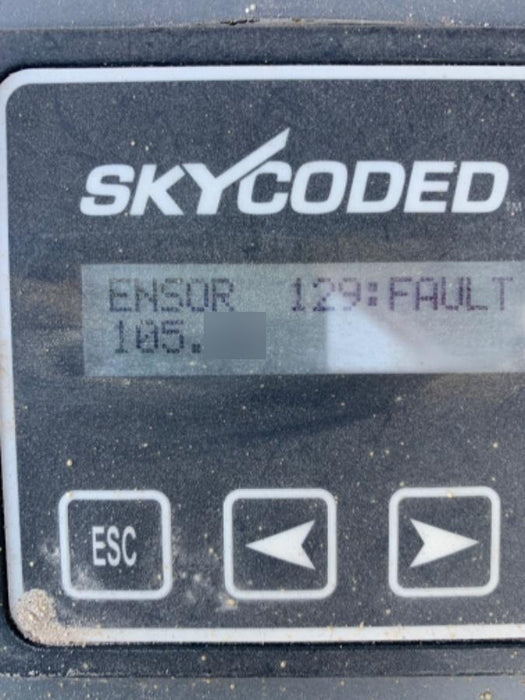 SKYCODED
ENSOR 129:FAULT
105.
ESC